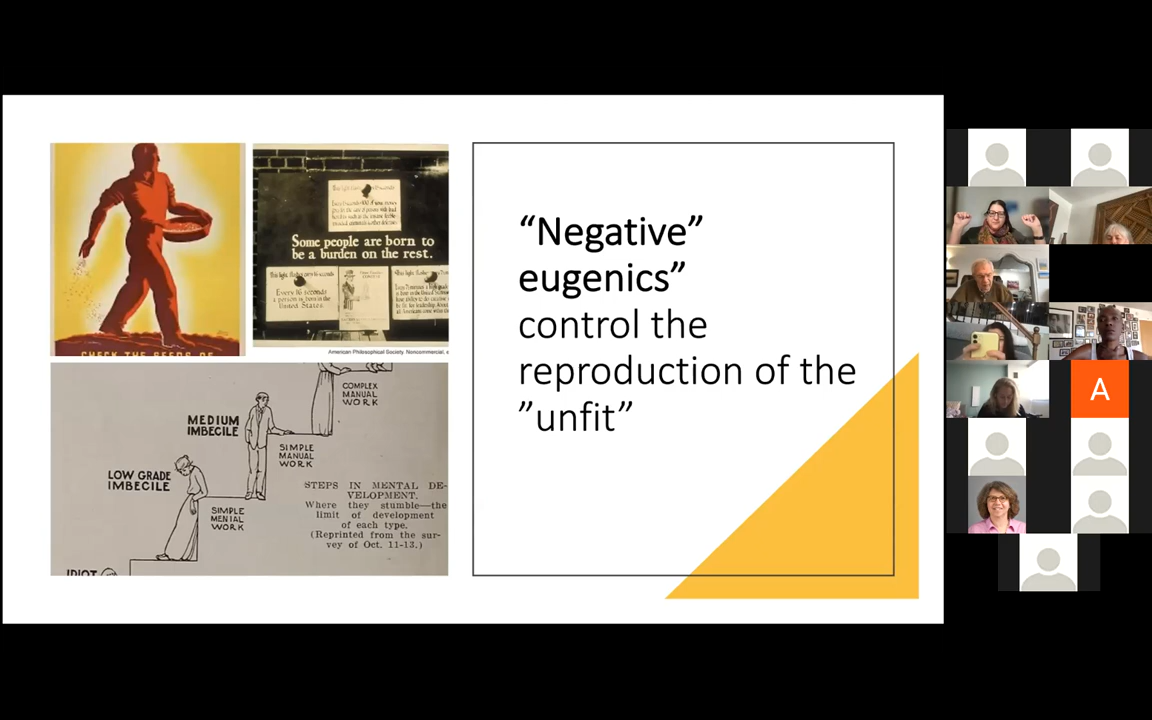 CHECK THE SEEDS OF
Some people are born to
be a burden on the rest.
Every 16 seconds
a person is born in the
United States
American Philosophical Society. Noncommercial, e
“Negative”
eugenics”
control the
reproduction of the
”unfit”
COMPLEX
MANUAL
WORK
MEDIUM
IMBECILE
SIMPLE
MANUAL
WORK
LOW GRADE
IMBECILE
SIMPLE
MENIAL
WORK
STEPS IN MENTAL DE-
VELOPMENT.
Where they stumble—the
limit of development
of each type.
(Reprinted from the sur-
vey of Oct. 11-13.)
IDIOT
A